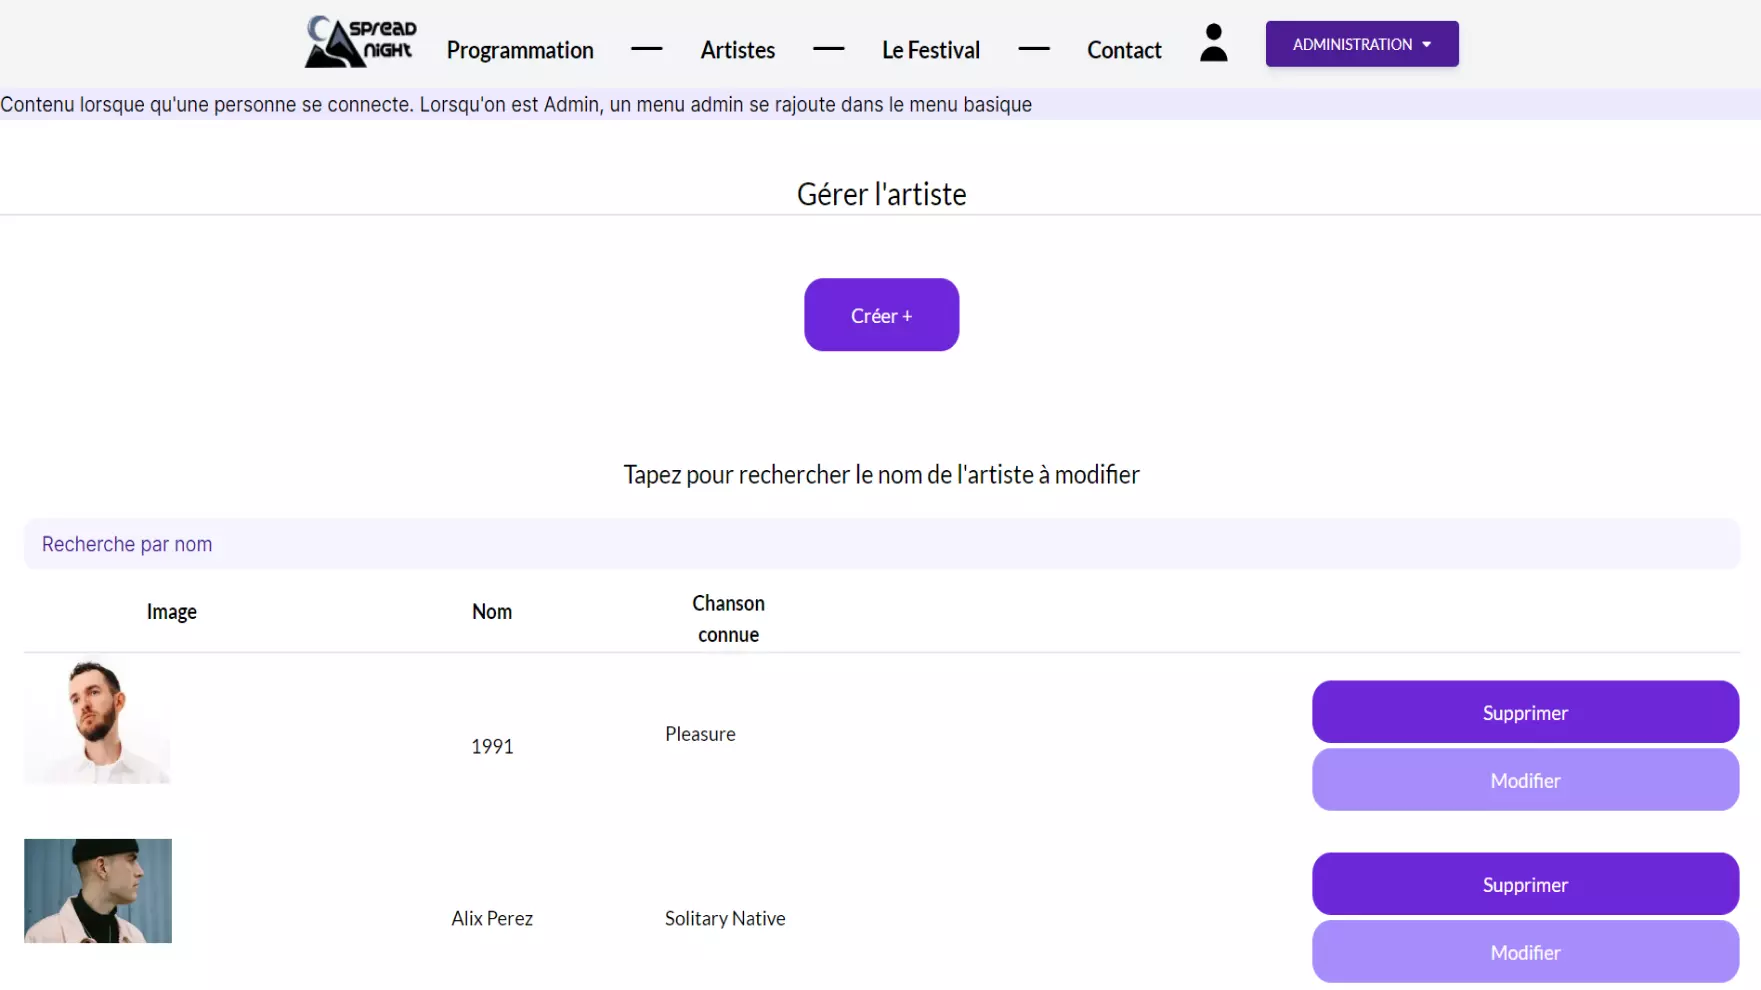 SPREAD
NIGHT
Programmation — Artistes — Le Festival — Contact
ADMINISTRATION
Contenu lorsque qu'une personne se connecte. Lorsqu'on est Admin, un menu admin se rajoute dans le menu basique
Gérer l'artiste
Créer +
Tapez pour rechercher le nom de l'artiste à modifier
Recherche par nom
Image Nom Chanson
connue
1991 Pleasure Supprimer
Modifier
Alix Perez Solitary Native Supprimer
Modifier